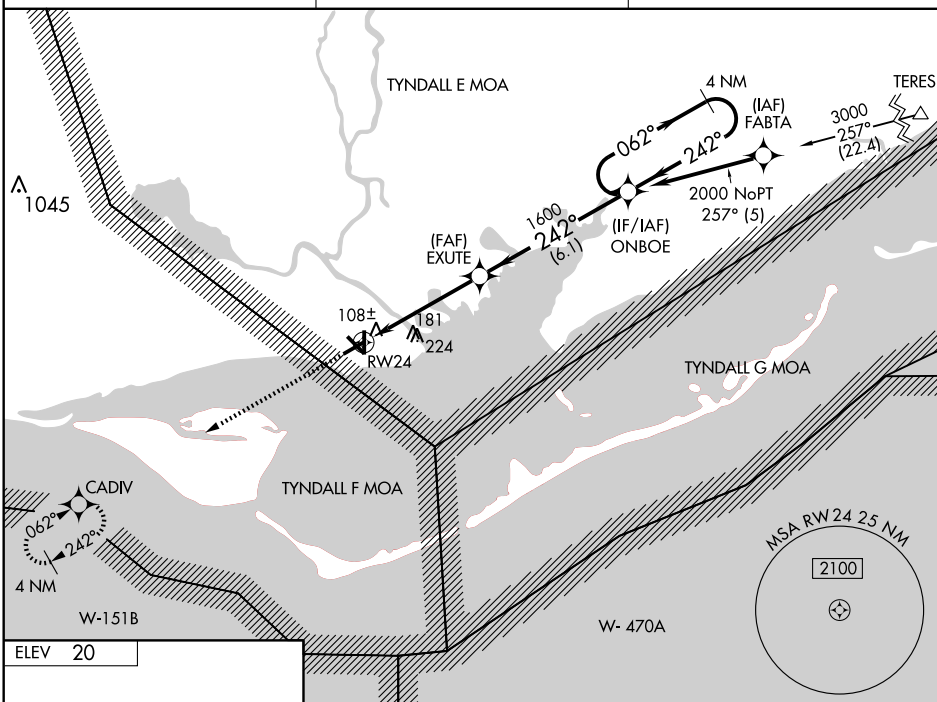 TYNDALL E MOA
4 NM
TERES
(IAF)
FABTA
3000
257°
(22.4)
062°
242°
2000 NoPT
257° (5)
1045
(IF/IAF)
ONBOE
1600
242°
(6.1)
(FAF)
EXUTE
108±
181
224
RW24
TYNDALL G MOA
TYNDALL F MOA
CADIV
062°
242°
4 NM
MSA RW24 25 NM
2100
W-151B
W- 470A
ELEV 20